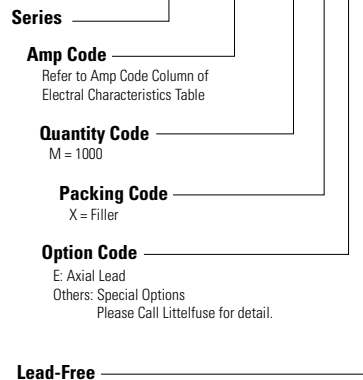 Series
Amp Code
Refer to Amp Code Column of
Electral Characteristics Table
Quantity Code
M = 1000
Packing Code
X = Filler
Option Code
E: Axial Lead
Others: Special Options
Please Call Littelfuse for detail.
Lead-Free